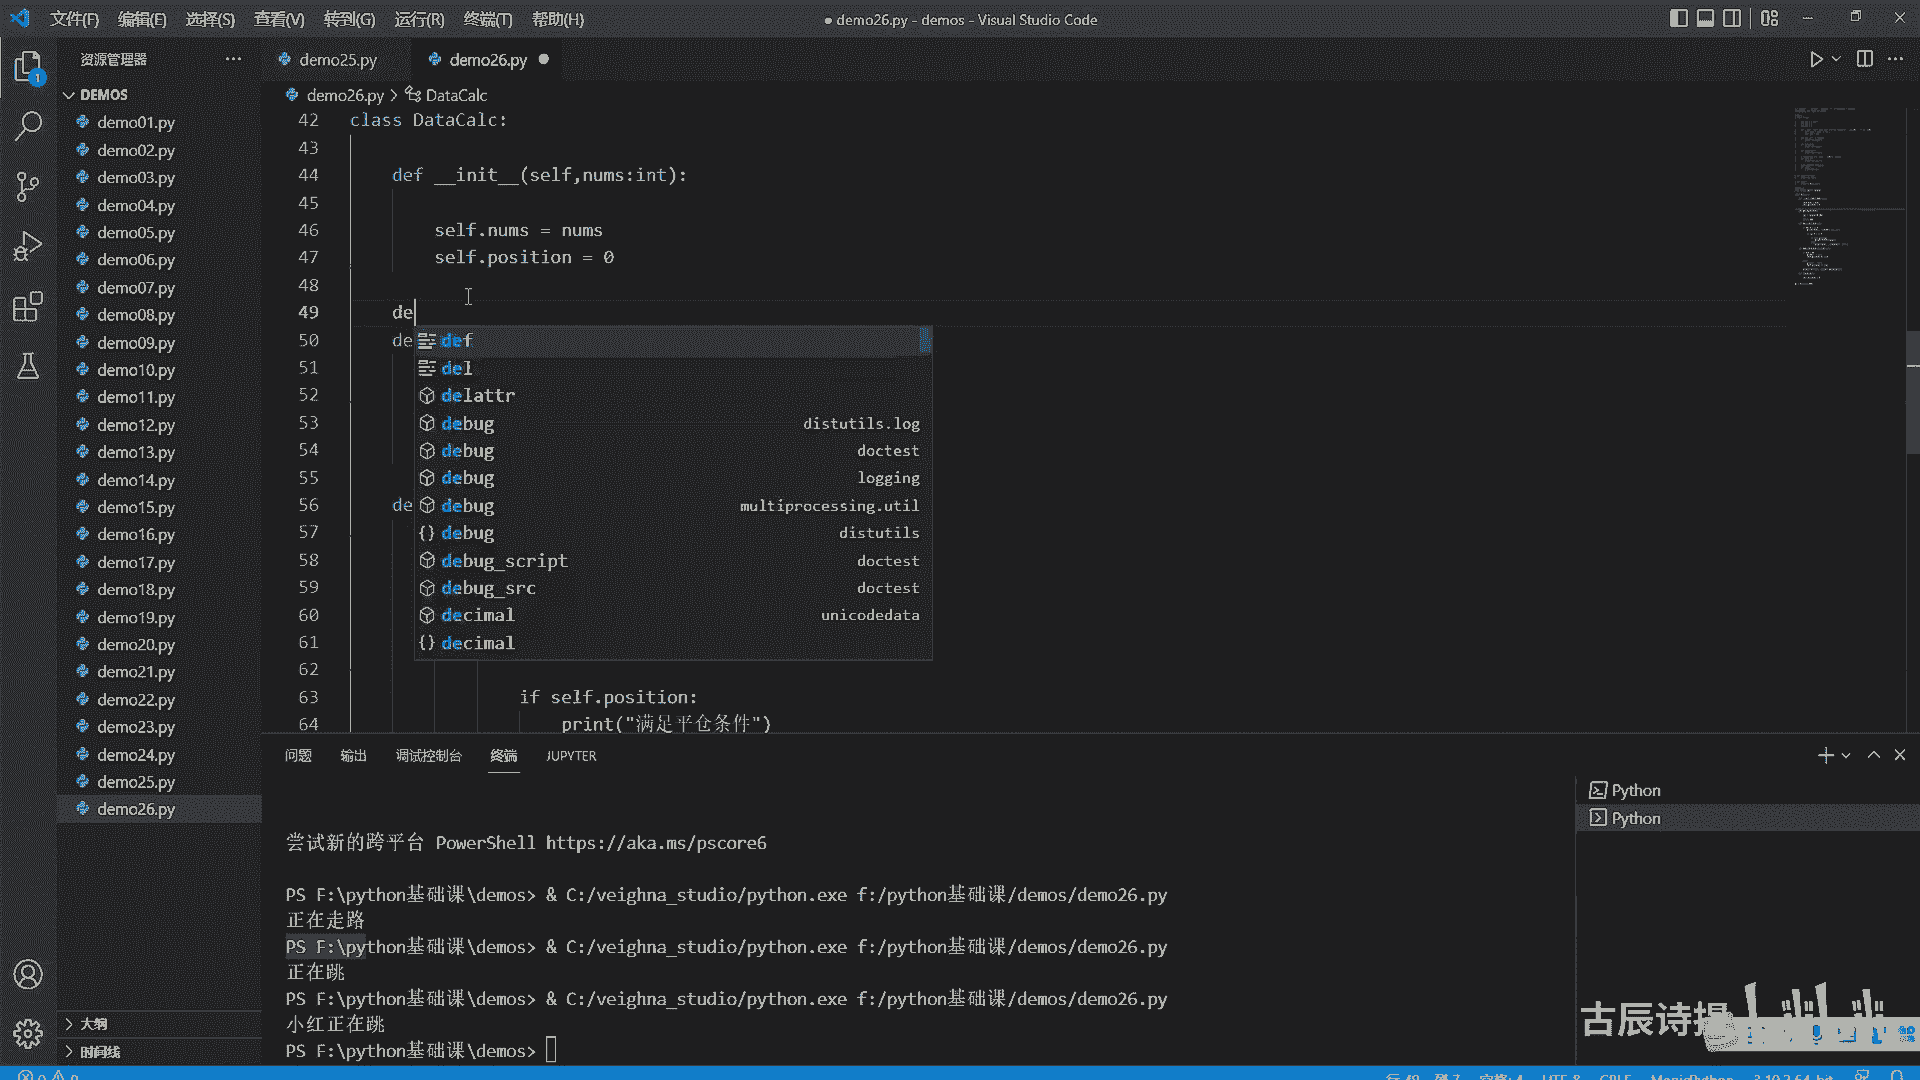 文件(F) 编辑(E) 选择(S) 查看(V) 转到(G) 运行(R) 终端(T) 帮助(H)
● demo26.py - demos - Visual Studio Code
资源管理器
1
demo25.py
demo26.py
DEMOS
demo01.py
demo02.py
demo03.py
demo04.py
demo05.py
demo06.py
demo07.py
demo08.py
demo09.py
demo10.py
demo11.py
demo12.py
demo13.py
demo14.py
demo15.py
demo16.py
demo17.py
demo18.py
demo19.py
demo20.py
demo21.py
demo22.py
demo23.py
demo24.py
demo25.py
demo26.py
大纲
时间线
demo26.py > DataCalc
42 class DataCalc:
43
44 def __init__(self,nums:int):
45
46 self.nums = nums
47 self.position = 0
48
49 de
50 de
51
52
53
54
55
56 de
57
58
59
60
61
62
63 if self.position:
64 print("满足平仓条件")
def
del
delattr
debug distutils.log
debug doctest
debug logging
debug multiprocessing.util
debug distutils
debug_script doctest
debug_src doctest
decimal unicodedata
decimal
问题 输出 调试控制台 终端 JUPYTER
尝试新的跨平台 PowerShell https://aka.ms/pscore6
PS F:\python基础课\demos> & C:/veighna_studio/python.exe f:/python基础课/demos/demo26.py
正在走路
PS F:\python基础课\demos> & C:/veighna_studio/python.exe f:/python基础课/demos/demo26.py
正在跳
PS F:\python基础课\demos> & C:/veighna_studio/python.exe f:/python基础课/demos/demo26.py
小红正在跳
PS F:\python基础课\demos>
Python
Python
古辰诗提